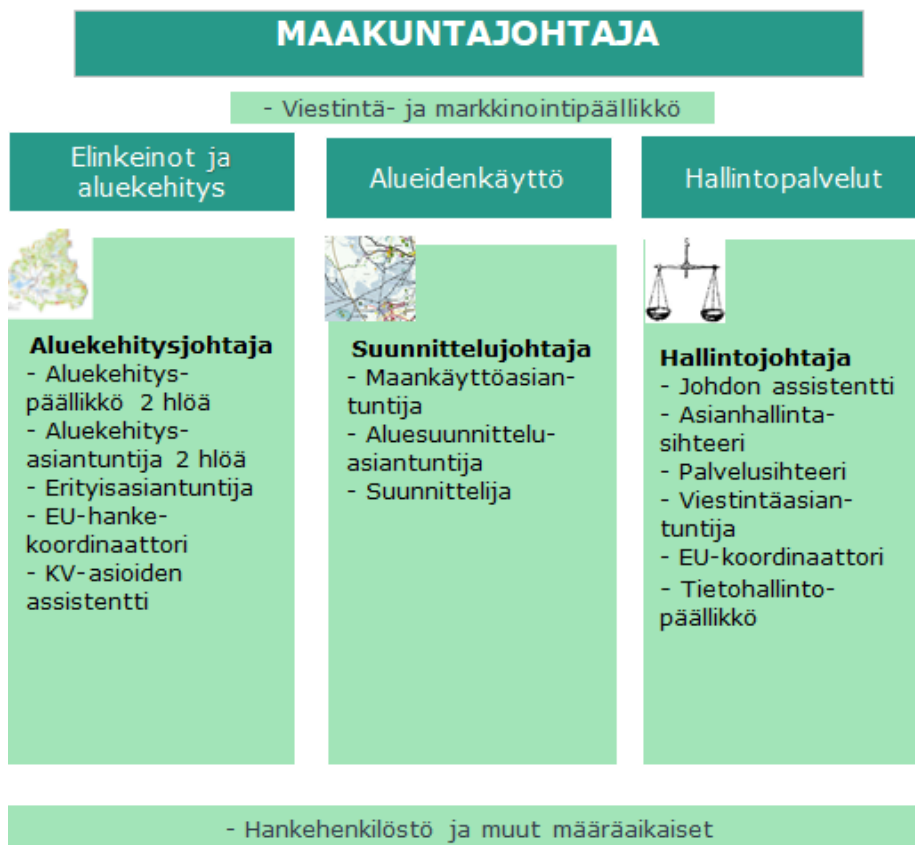 MAAKUNTAJOHTAJA
- Viestintä- ja markkinointipäällikkö
Elinkeinot ja
aluekehitys
Aluekehitysjohtaja
- Aluekehitys-
päällikkö 2 hlöä
- Aluekehitys-
asiantuntija 2 hlöä
- Erityisasiantuntija
- EU-hanke-
koordinaattori
- KV-asioiden
assistentti
Alueidenkäyttö
Suunnittelujohtaja
- Maankäyttöasian-
tuntija
- Aluesuunnittelu-
asiantuntija
- Suunnittelija
Hallintopalvelut
Hallintojohtaja
- Johdon assistentti
- Asianhallinta-
sihteeri
- Palvelusihteeri
- Viestintäasian-
tuntija
- EU-koordinaattori
- Tietohallinto-
päällikkö
- Hankehenkilöstö ja muut määräaikaiset